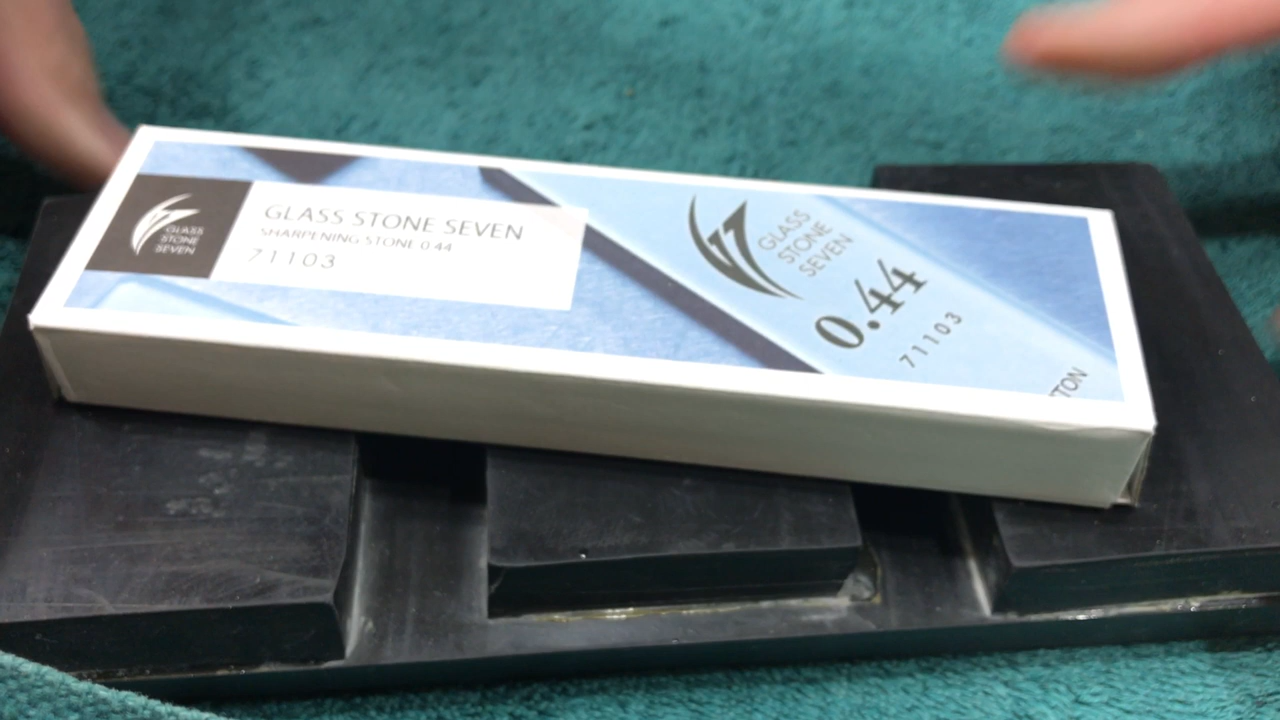 GLASS
STONE
SEVEN
GLASS STONE SEVEN
SHARPENING STONE 0.44
71103
GLASS
STONE
SEVEN
0.44
71103
TON